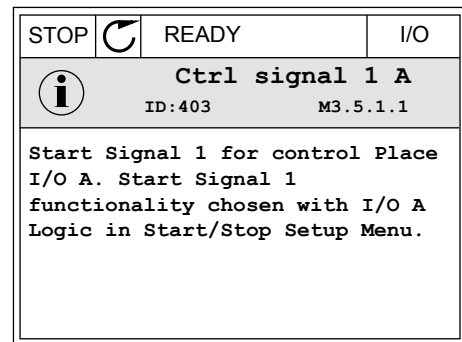 STOP READY I/O
Ctrl signal 1 A
ID:403 M3.5.1.1
Start Signal 1 for control Place
I/O A. Start Signal 1
functionality chosen with I/O A
Logic in Start/Stop Setup Menu.